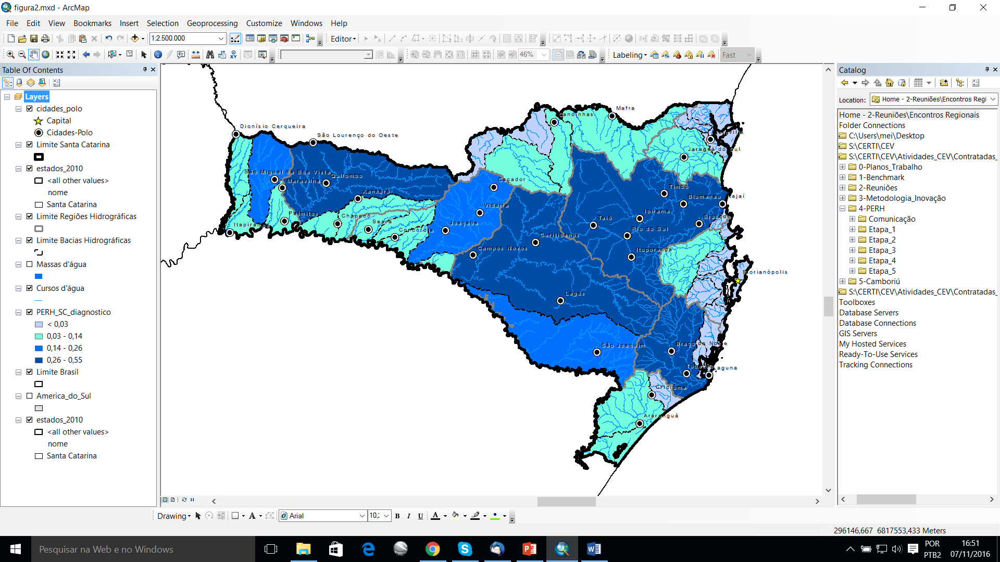 figura2.mxd - ArcMap
File Edit View Bookmarks Insert Selection Geoprocessing Customize Windows Help
1:2.500.000
Editor
46%
Labeling
Fast
Table Of Contents
Layers
cidades_polo
Capital
Cidades-Polo
Limite Santa Catarina
estados_2010
<all other values>
nome
Santa Catarina
Limite Regiões Hidrográficas
Limite Bacias Hidrográficas
Massas d'água
Cursos d'água
PERH_SC_diagnostico
< 0,03
0,03 - 0,14
0,14 - 0,26
0,26 - 0,55
Limite Brasil
America_do_Sul
estados_2010
<all other values>
nome
Santa Catarina
Mafra
Canoinhas
Dionísio Cerqueira
São Lourenço do Oeste
Joinville
Jaraguá do Sul
São Miguel da Boa Vista
Quilombo
Maravilha
Caçador
Timbó
Xanxerê
Blumenau
Itajaí
Videira
Palmitos
Chapecó
Ibirama
Brusque
Taió
Itapiranga
Seara
Concórdia
Joaçaba
Rio do Sul
Curitibanos
Campos Novos
Ituporanga
Florianópolis
Lages
São Joaquim
Braço do Norte
Tubarão
Laguna
Criciúma
Araranguá
Catalog
Location: Home - 2-Reuniões\Encontros Regi
Home - 2-Reuniões\Encontros Regionais
Folder Connections
C:\Users\mei\Desktop
S:\CERTI\CEV
S:\CERTI\CEV\Atividades_CEV\Contratadas_
0-Planos_Trabalho
1-Benchmark
2-Reuniões
3-Metodologia_Inovação
4-PERH
Comunicação
Etapa_1
Etapa_2
Etapa_3
Etapa_4
Etapa_5
5-Camboriú
S:\CERTI\CEV\Atividades_CEV\Contratadas_
Toolboxes
Database Servers
Database Connections
GIS Servers
My Hosted Services
Ready-To-Use Services
Tracking Connections
Drawing
A
Arial
10,
B I U A
296146,667 6817553,433 Meters
Pesquisar na Web e no Windows
POR
PTB2
16:51
07/11/2016